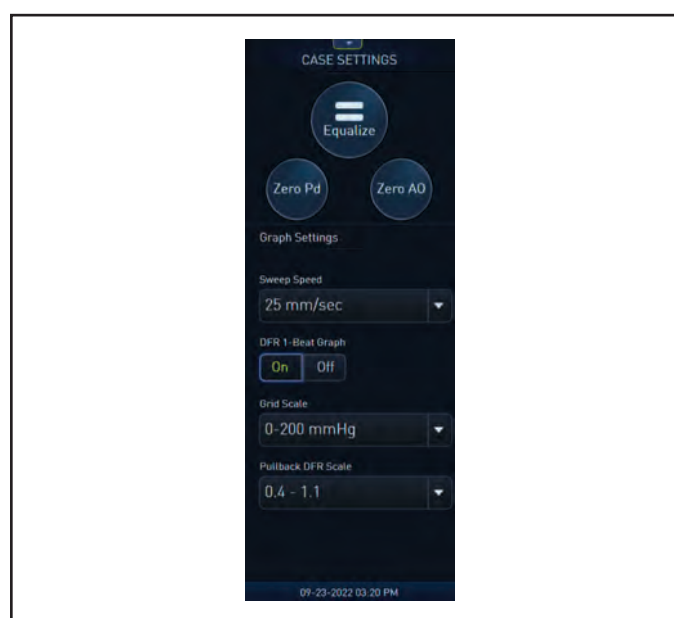 CASE SETTINGS
Equalize
Zero Pd
Zero AO
Graph Settings
Sweep Speed
25 mm/sec
DFR 1-Beat Graph
On Off
Grid Scale
0-200 mmHg
Pullback DFR Scale
0.4 - 1.1
09-23-2022 03:20 PM